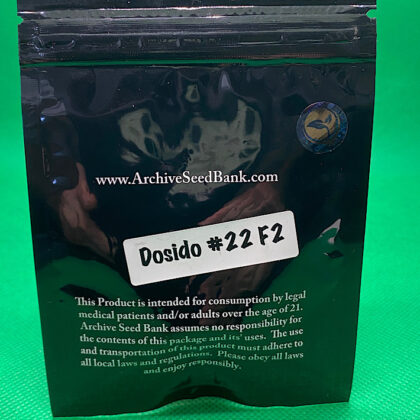 www.ArchiveSeedBank.com
Dosido #22 F2
This Product is intended for consumption by legal
medical patients and/or adults over the age of 21.
Archive Seed Bank assumes no responsibility for
the contents of this package and its' uses. The use
and transportation of this product must adhere to
all local laws and regulations. Please obey all laws
and enjoy responsibly.